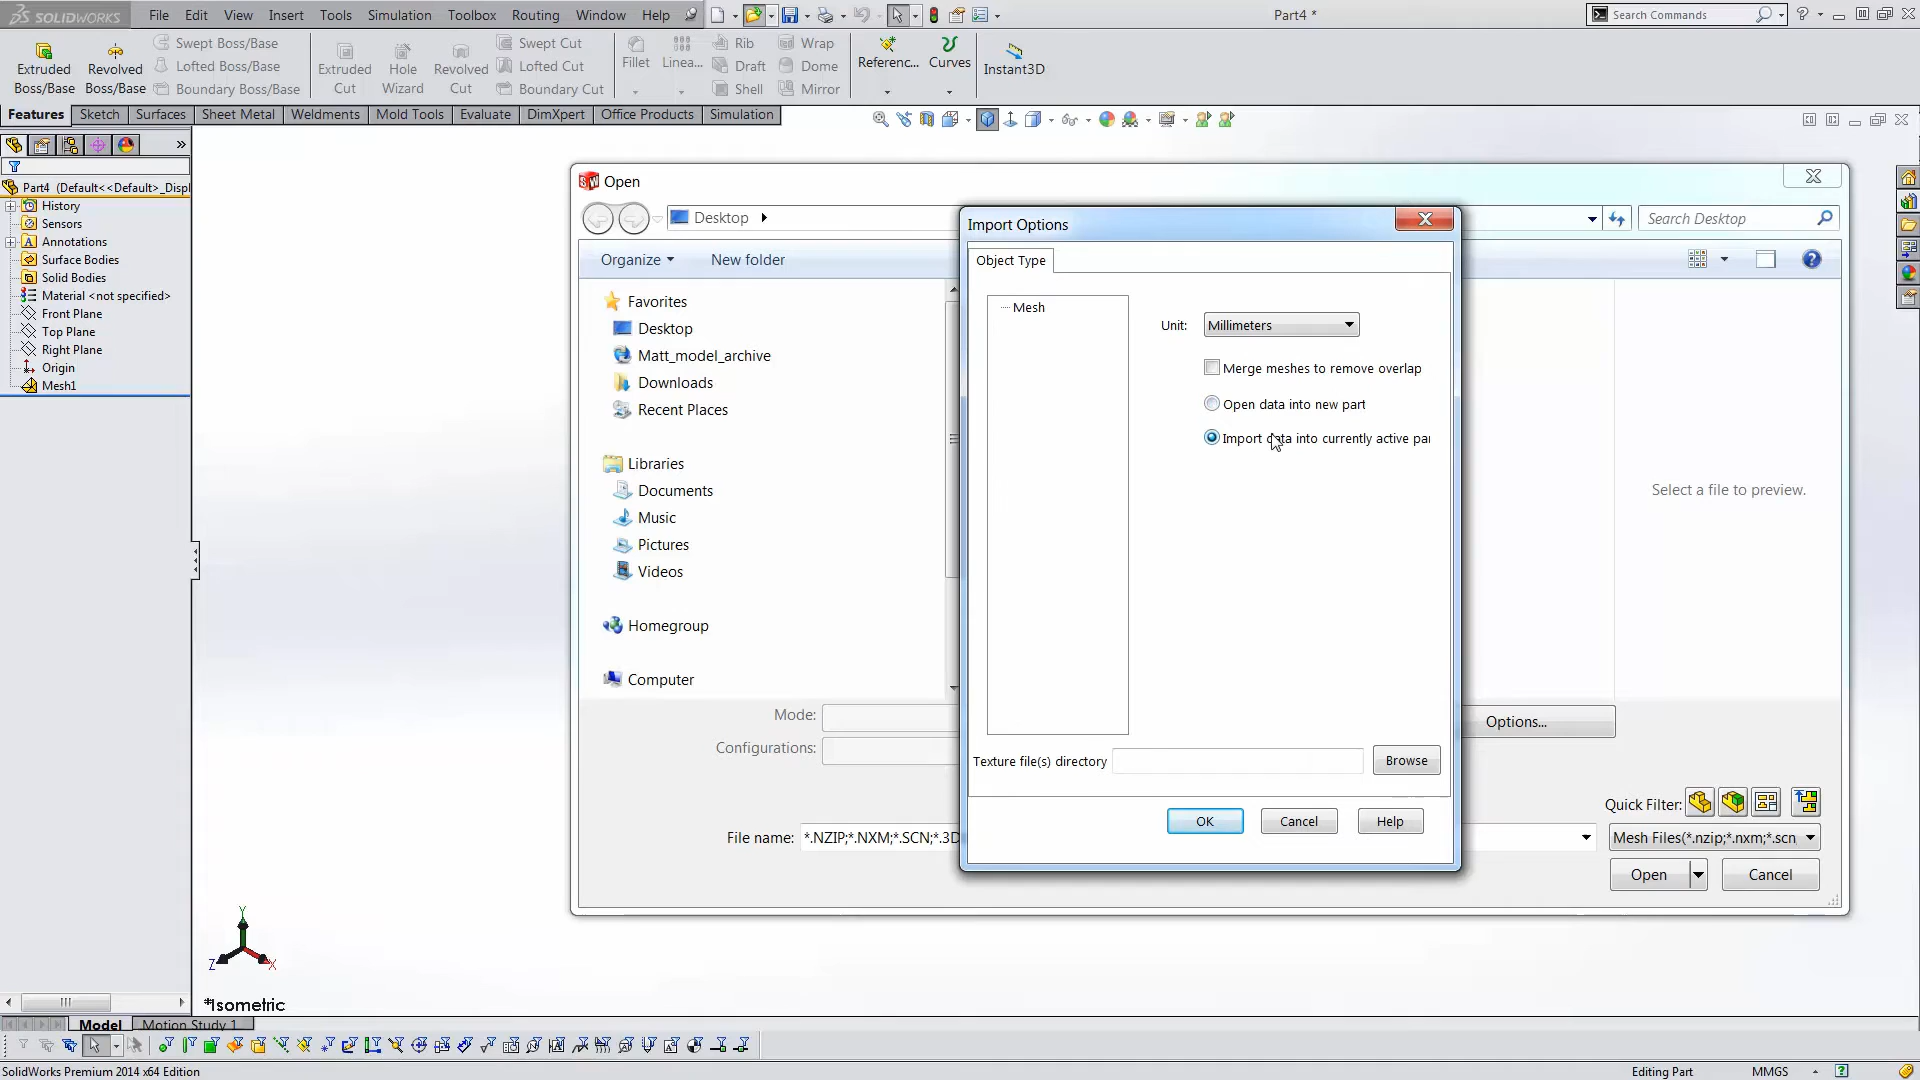 SOLIDWORKS File Edit View Insert Tools Simulation Toolbox Routing Window Help Part4 * Search Commands
Extruded Boss/Base
Revolved Boss/Base
Swept Boss/Base
Lofted Boss/Base
Boundary Boss/Base
Extruded Cut
Hole Wizard
Revolved Cut
Swept Cut
Lofted Cut
Boundary Cut
Fillet
Linea...
Rib
Draft
Shell
Wrap
Dome
Mirror
Referenc...
Curves
Instant3D
Features Sketch Surfaces Sheet Metal Weldments Mold Tools Evaluate DimXpert Office Products Simulation
Part4 (Default<<Default>_Displ
History
Sensors
Annotations
Surface Bodies
Solid Bodies
Material <not specified>
Front Plane
Top Plane
Right Plane
Origin
Mesh1
Open
Desktop
Search Desktop
Organize New folder
Favorites
Desktop
Matt_model_archive
Downloads
Recent Places
Libraries
Documents
Music
Pictures
Videos
Homegroup
Computer
Select a file to preview.
Mode:
Configurations:
Options...
Quick Filter:
File name: *.NZIP;*.NXM;*.SCN;*.3D
Mesh Files(*.nzip;*.nxm;*.scn
Open Cancel
Import Options
Object Type
Mesh
Unit: Millimeters
Merge meshes to remove overlap
Open data into new part
Import data into currently active par
Texture file(s) directory Browse
OK Cancel Help
Y
Z X
*Isometric
Model Motion Study 1
SolidWorks Premium 2014 x64 Edition Editing Part MMGS